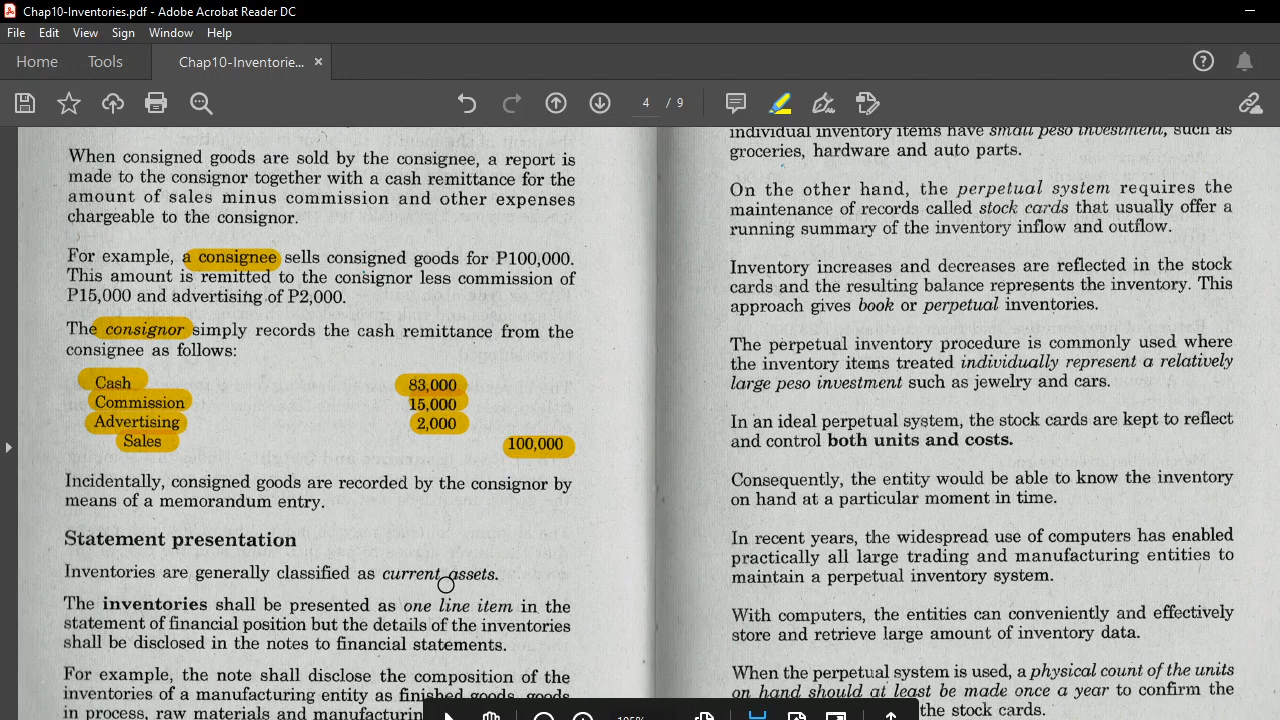 Chap10-Inventories.pdf - Adobe Acrobat Reader DC
File Edit View Sign Window Help
Home Tools Chap10-Inventorie... ×
4 / 9
When consigned goods are sold by the consignee, a report is
made to the consignor together with a cash remittance for the
amount of sales minus commission and other expenses
chargeable to the consignor.
For example, a consignee sells consigned goods for P100,000.
This amount is remitted to the consignor less commission of
P15,000 and advertising of P2,000.
The consignor simply records the cash remittance from the
consignee as follows:
Cash 83,000
Commission 15,000
Advertising 2,000
Sales 100,000
Incidentally, consigned goods are recorded by the consignor by
means of a memorandum entry.
Statement presentation
Inventories are generally classified as current assets.
The inventories shall be presented as one line item in the
statement of financial position but the details of the inventories
shall be disclosed in the notes to financial statements.
For example, the note shall disclose the composition of the
inventories of a manufacturing entity as finished goods, goods
in process, raw materials and manufacturing
individual inventory items have small peso investment, such as
groceries, hardware and auto parts.
On the other hand, the perpetual system requires the
maintenance of records called stock cards that usually offer a
running summary of the inventory inflow and outflow.
Inventory increases and decreases are reflected in the stock
cards and the resulting balance represents the inventory. This
approach gives book or perpetual inventories.
The perpetual inventory procedure is commonly used where
the inventory items treated individually represent a relatively
large peso investment such as jewelry and cars.
In an ideal perpetual system, the stock cards are kept to reflect
and control both units and costs.
Consequently, the entity would be able to know the inventory
on hand at a particular moment in time.
In recent years, the widespread use of computers has enabled
practically all large trading and manufacturing entities to
maintain a perpetual inventory system.
With computers, the entities can conveniently and effectively
store and retrieve large amount of inventory data.
When the perpetual system is used, a physical count of the units
on hand should at least be made once a year to confirm the
the stock cards.